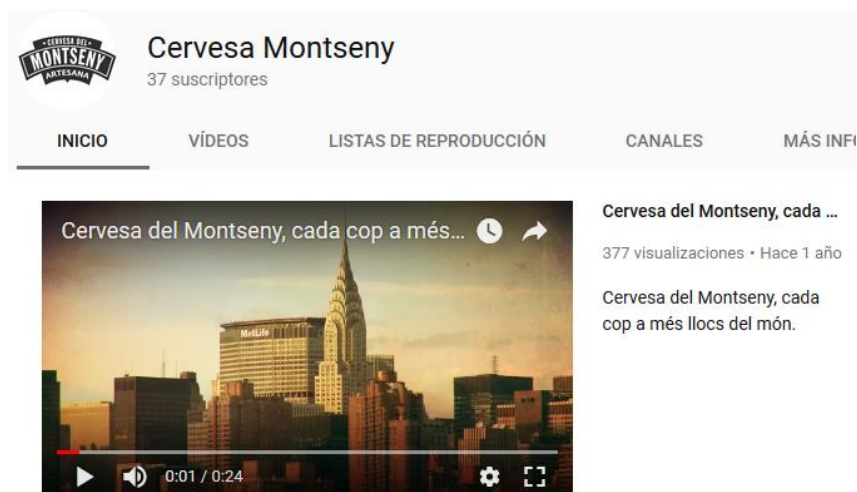 CERVESA DEL
MONTSENY
ARTESANA
Cervesa Montseny
37 suscriptores
INICIO VÍDEOS LISTAS DE REPRODUCCIÓN CANALES MÁS INFO
Cervesa del Montseny, cada cop a més...
MetLife
0:01 / 0:24
Cervesa del Montseny, cada ...
377 visualizaciones • Hace 1 año
Cervesa del Montseny, cada
cop a més llocs del món.